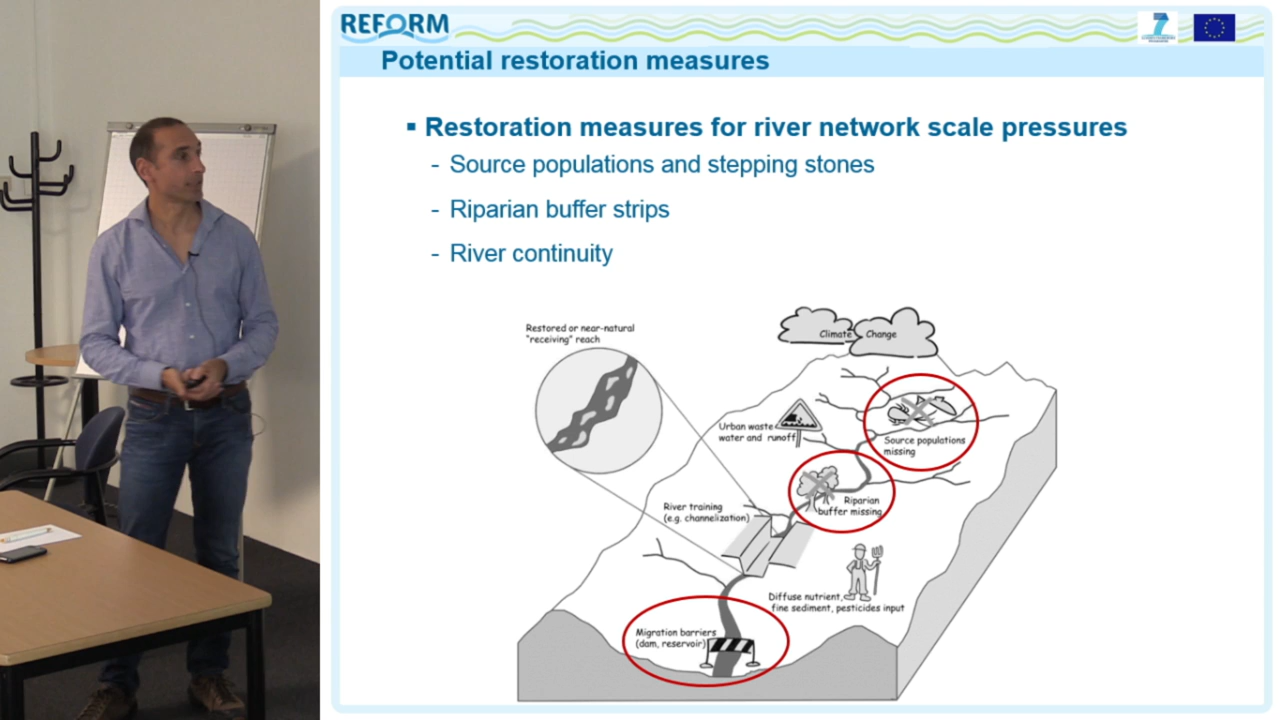 REFORM
7
Potential restoration measures
▪ Restoration measures for river network scale pressures
- Source populations and stepping stones
- Riparian buffer strips
- River continuity
Restored or near-natural
"receiving" reach
Climate Change
Urban waste
water and runoff
Source populations
missing
Riparian
buffer missing
River training
(e.g. channelization)
Diffuse nutrient,
fine sediment, pesticides input
Migration barriers
(dam, reservoir)